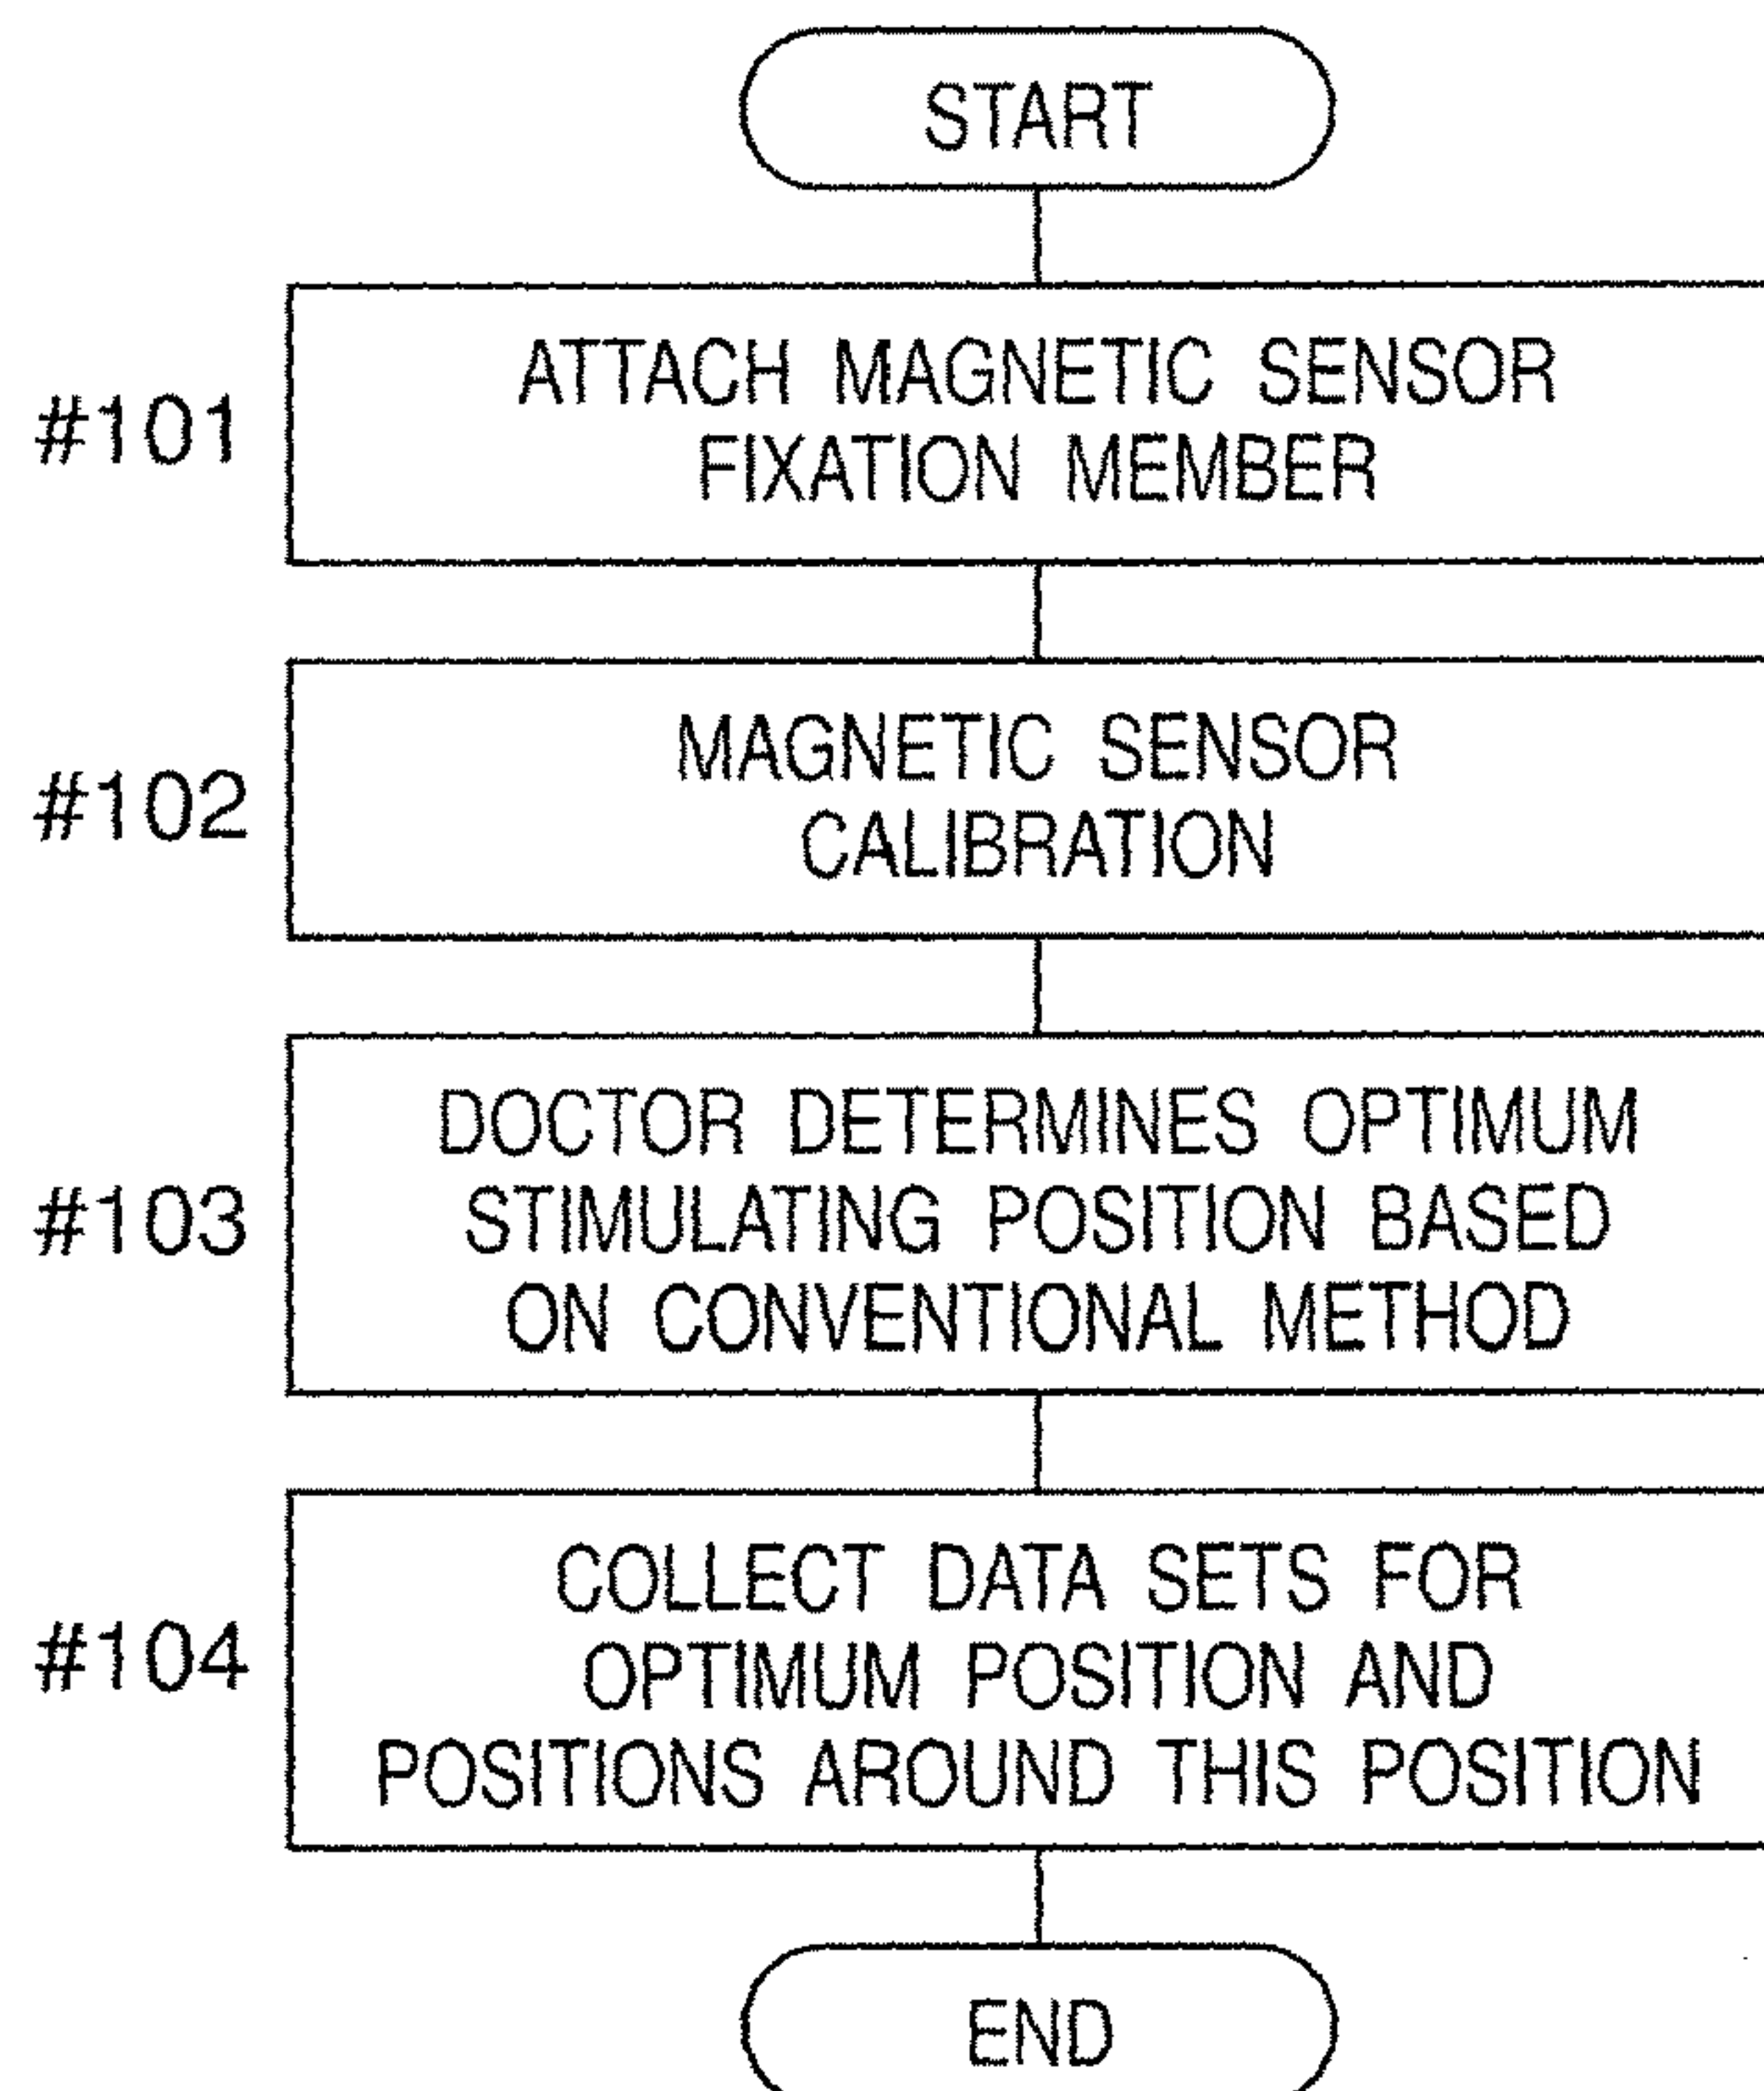 START
#101
ATTACH MAGNETIC SENSOR
FIXATION MEMBER
#102
MAGNETIC SENSOR
CALIBRATION
#103
DOCTOR DETERMINES OPTIMUM
STIMULATING POSITION BASED
ON CONVENTIONAL METHOD
#104
COLLECT DATA SETS FOR
OPTIMUM POSITION AND
POSITIONS AROUND THIS POSITION
END